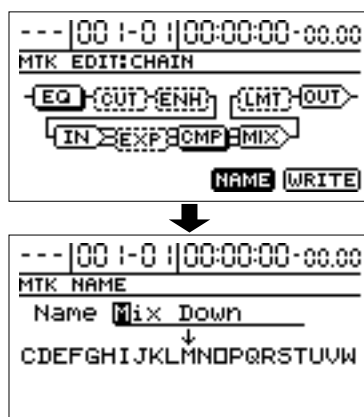 ---|001-01|00:00:00-00.00
MTK EDIT:CHAIN
EQ CUT ENH LMT OUT
IN EXP CMP MIX
NAME WRITE
---|001-01|00:00:00-00.00
MTK NAME
Name Mix Down
CDEFGHIJKLMNOPQRSTUVW